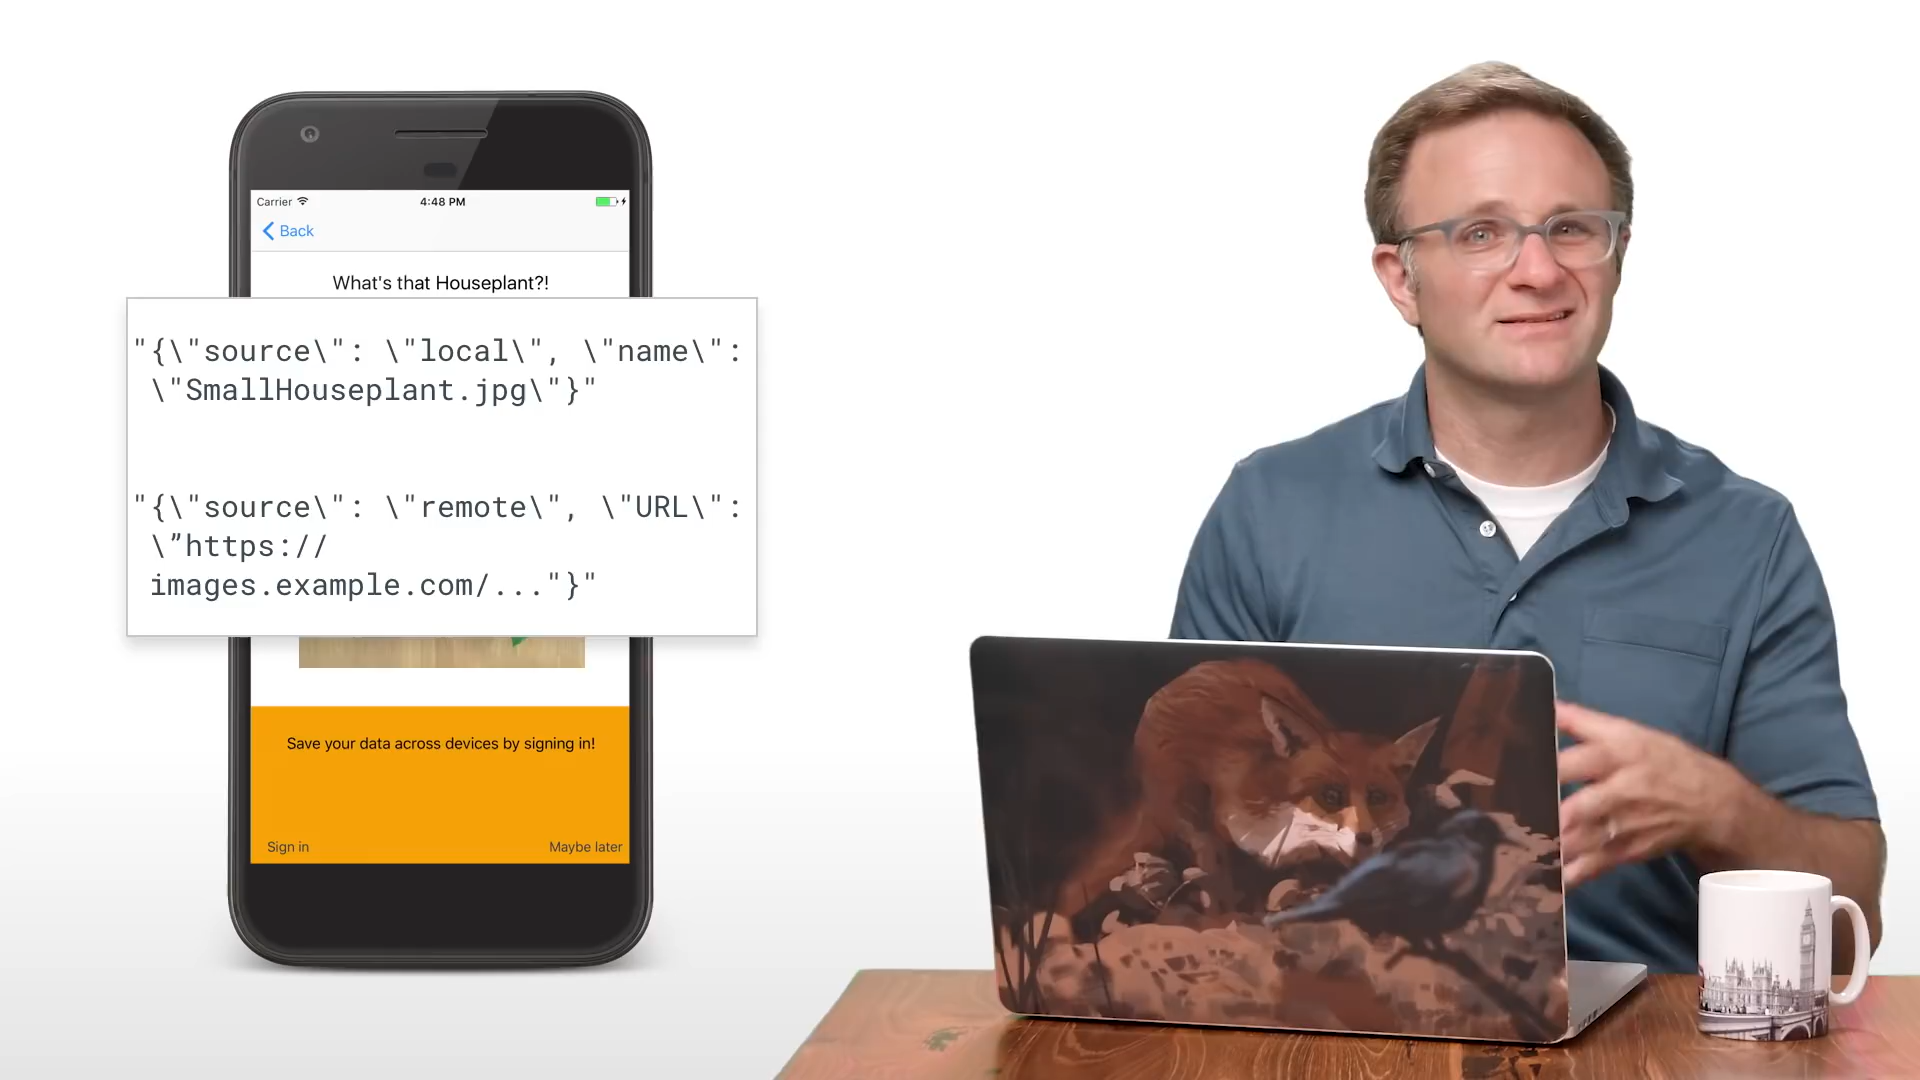 Carrier
4:48 PM
Back
What's that Houseplant?!
"{\"source\": \"local\", \"name\":
\"SmallHouseplant.jpg\"}"
"{\"source\": \"remote\", \"URL\":
\”https://
images.example.com/..."}"
Save your data across devices by signing in!
Sign in
Maybe later